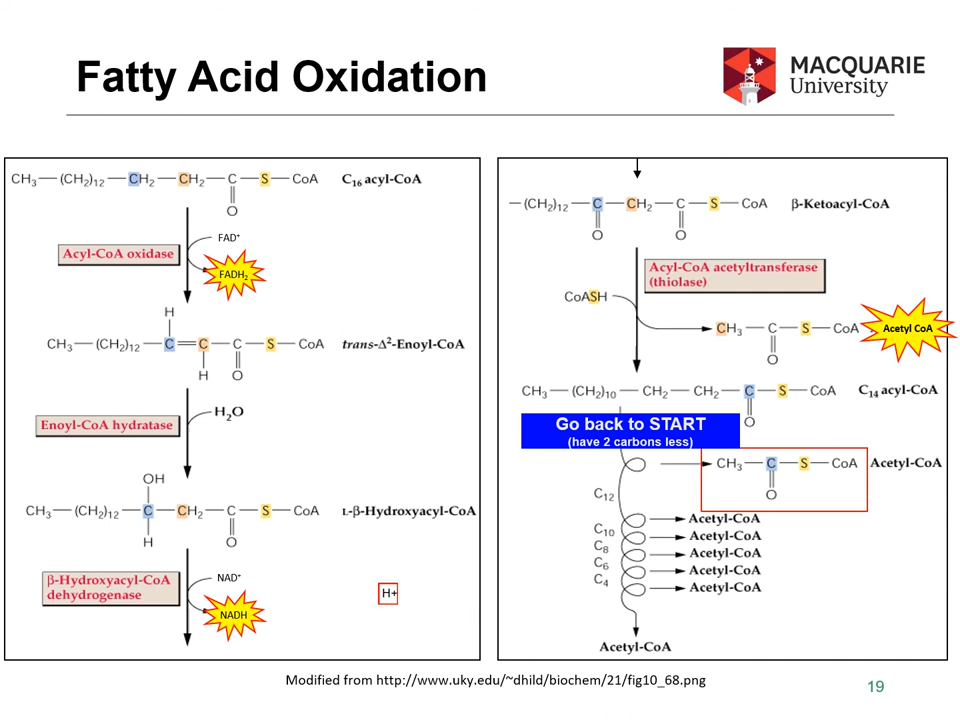 Fatty Acid Oxidation
MACQUARIE
University
CH₃—(CH₂)₁₂—CH₂—CH₂—C—S—CoA C₁₆ acyl-CoA
O
FAD⁺
Acyl-CoA oxidase
FADH₂
H
CH₃—(CH₂)₁₂—C=C—C—S—CoA trans-Δ²-Enoyl-CoA
H O
H₂O
Enoyl-CoA hydratase
OH
CH₃—(CH₂)₁₂—C—CH₂—C—S—CoA L-β-Hydroxyacyl-CoA
H O
β-Hydroxyacyl-CoA
dehydrogenase
NAD⁺
NADH
H+
—(CH₂)₁₂—C—CH₂—C—S—CoA β-Ketoacyl-CoA
O O
Acyl-CoA acetyltransferase
(thiolase)
CoASH
CH₃—C—S—CoA Acetyl CoA
O
CH₃—(CH₂)₁₀—CH₂—CH₂—C—S—CoA C₁₄ acyl-CoA
O
Go back to START
(have 2 carbons less)
CH₃—C—S—CoA Acetyl-CoA
O
C₁₂
Acetyl-CoA
C₁₀
Acetyl-CoA
C₈
Acetyl-CoA
C₆
Acetyl-CoA
C₄
Acetyl-CoA
Acetyl-CoA
Modified from http://www.uky.edu/~dhild/biochem/21/fig10_68.png
19